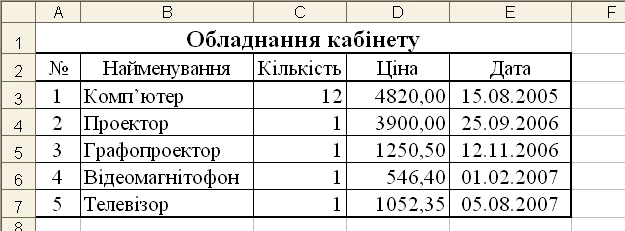 A B C D E F
1 Обладнання кабінету
2 № Найменування Кількість Ціна Дата
3 1 Комп’ютер 12 4820,00 15.08.2005
4 2 Проектор 1 3900,00 25.09.2006
5 3 Графопроектор 1 1250,50 12.11.2006
6 4 Відеомагнітофон 1 546,40 01.02.2007
7 5 Телевізор 1 1052,35 05.08.2007
8